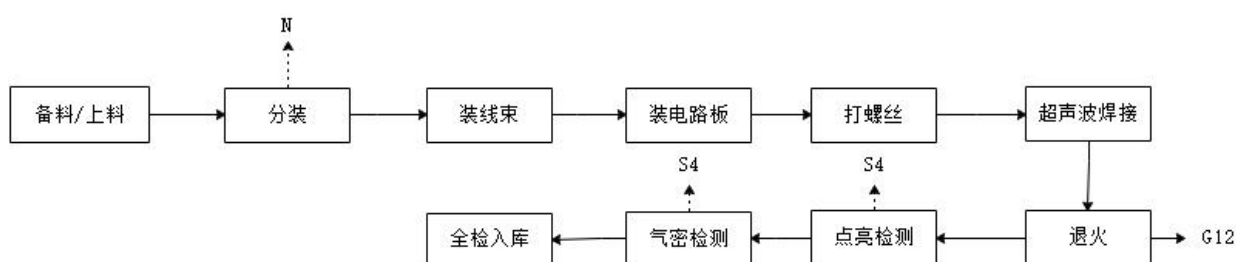 N
备料/上料
分装
装线束
装电路板
打螺丝
超声波焊接
S4
S4
全检入库
气密检测
点亮检测
退火
G12